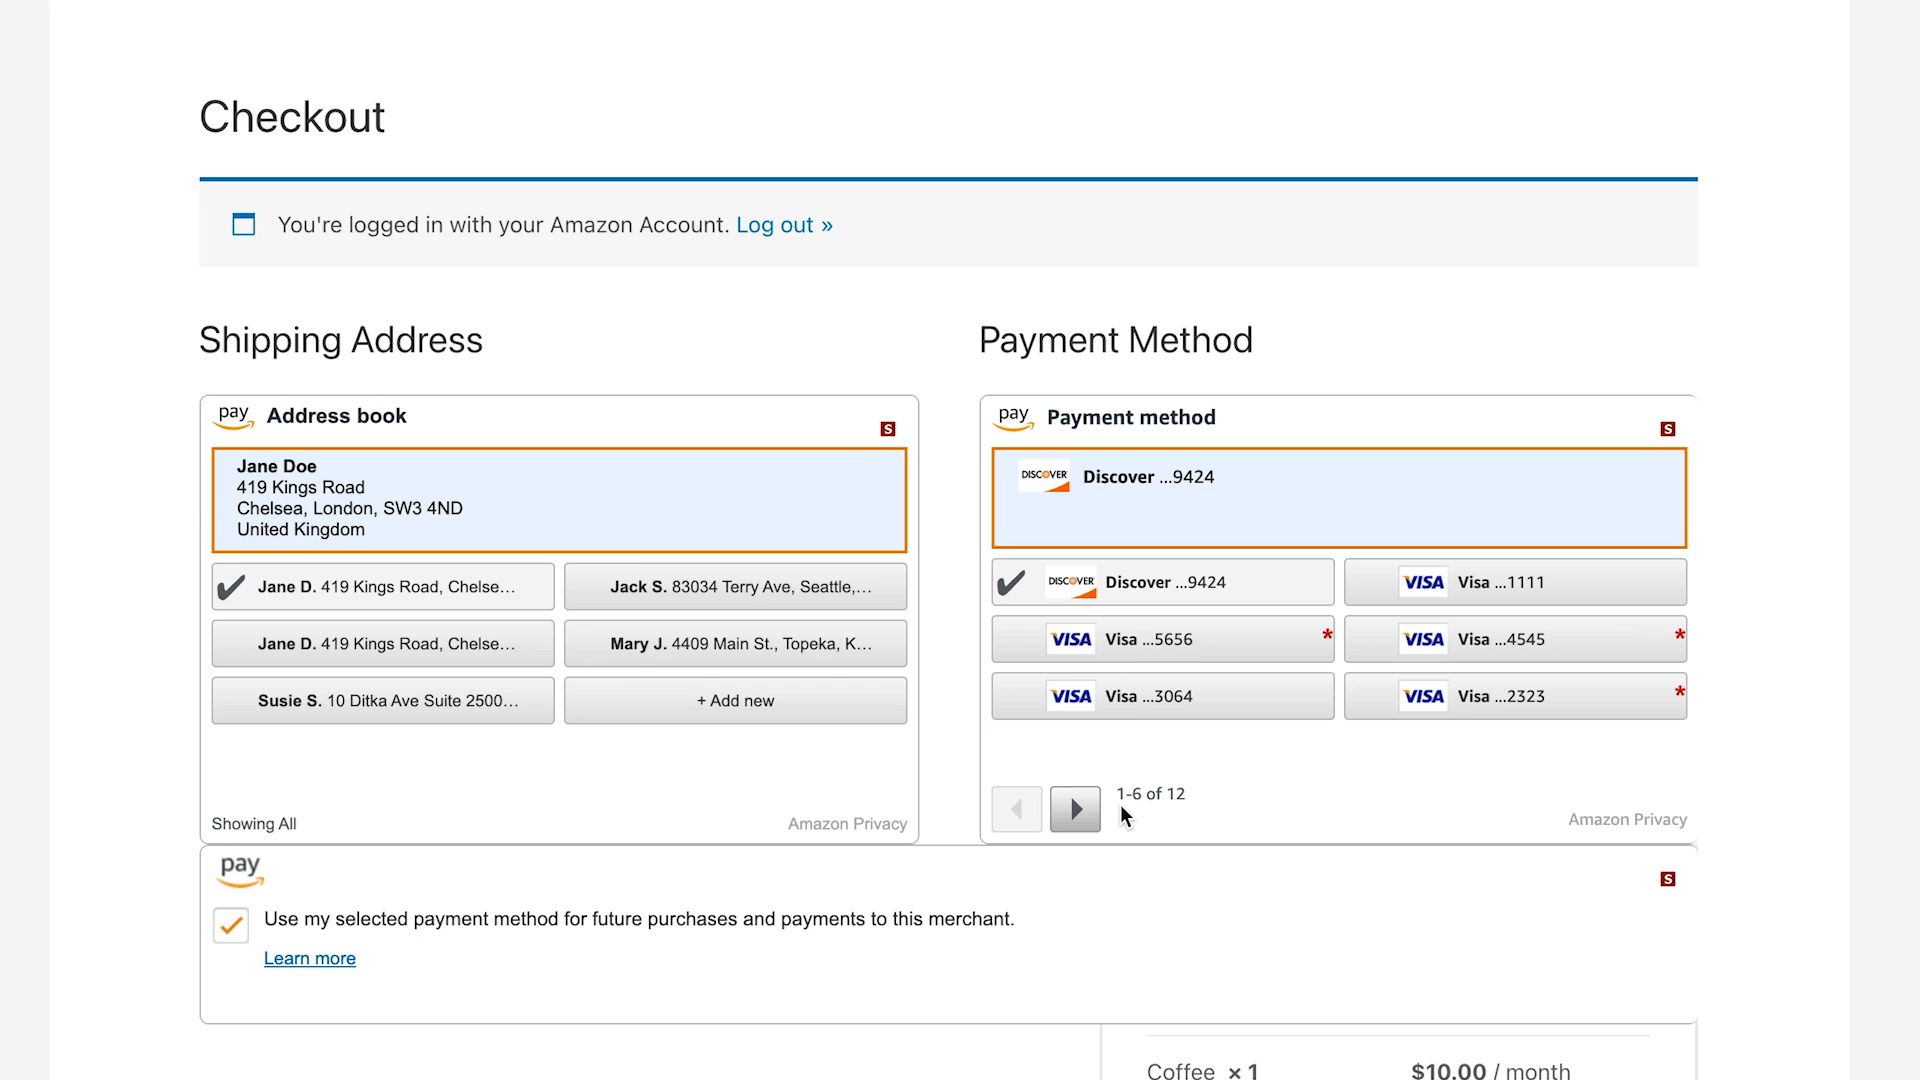 Checkout
You're logged in with your Amazon Account. Log out »
Shipping Address
Payment Method
pay Address book
S
Jane Doe
419 Kings Road
Chelsea, London, SW3 4ND
United Kingdom
Jane D. 419 Kings Road, Chelse...
Jack S. 83034 Terry Ave, Seattle,...
Jane D. 419 Kings Road, Chelse...
Mary J. 4409 Main St., Topeka, K...
Susie S. 10 Ditka Ave Suite 2500...
+ Add new
Showing All
Amazon Privacy
pay Payment method
S
DISCOVER Discover ...9424
DISCOVER Discover ...9424
VISA Visa ...1111
VISA Visa ...5656 *
VISA Visa ...4545 *
VISA Visa ...3064
VISA Visa ...2323 *
1-6 of 12
Amazon Privacy
pay
S
Use my selected payment method for future purchases and payments to this merchant.
Learn more
Coffee × 1
$10.00 / month